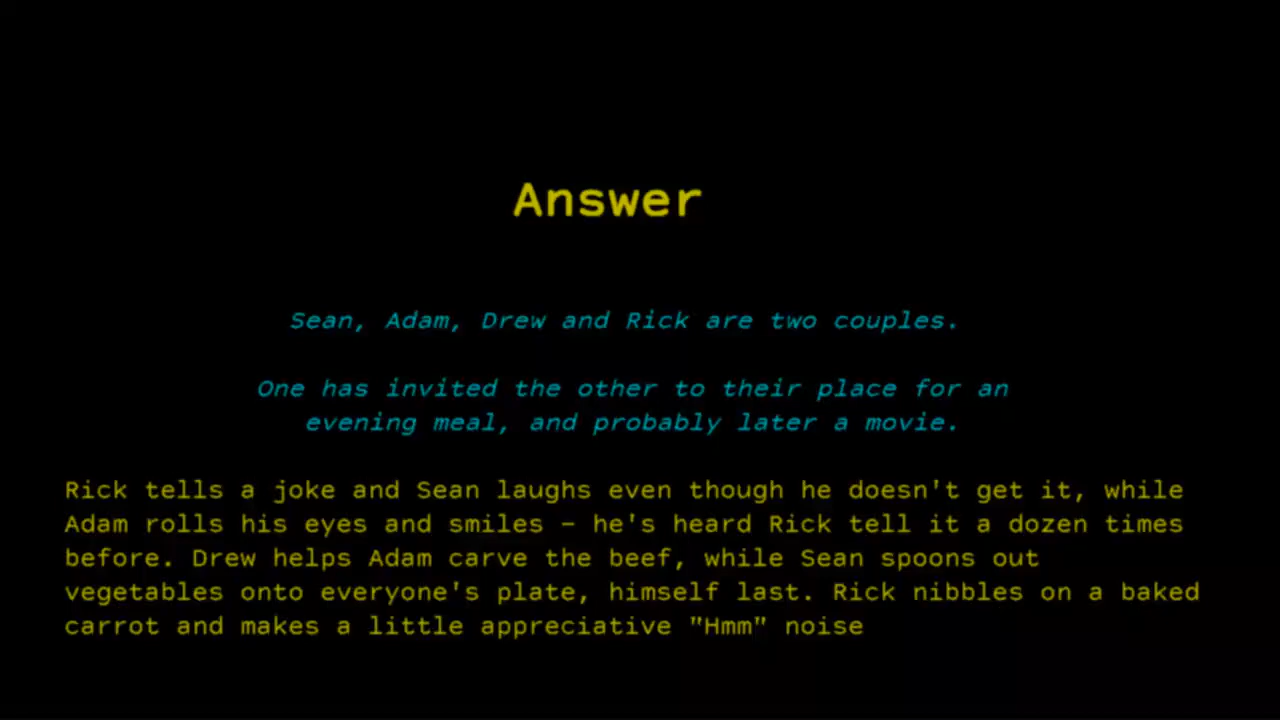 Answer
Sean, Adam, Drew and Rick are two couples.
One has invited the other to their place for an
evening meal, and probably later a movie.
Rick tells a joke and Sean laughs even though he doesn't get it, while
Adam rolls his eyes and smiles – he's heard Rick tell it a dozen times
before. Drew helps Adam carve the beef, while Sean spoons out
vegetables onto everyone's plate, himself last. Rick nibbles on a baked
carrot and makes a little appreciative "Hmm" noise